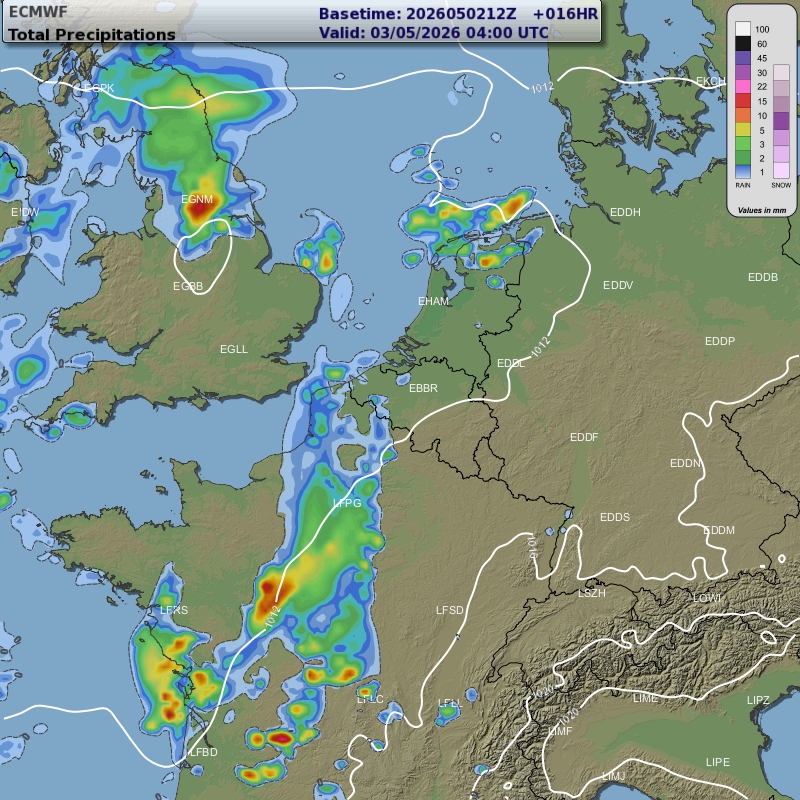 ECMWF
Basetime: 2026050212Z +016HR
Total Precipitations
Valid: 03/05/2026 04:00 UTC
100
60
45
30
22
15
10
5
3
2
1
RAIN SNOW
Values in mm
EGPK
1012
EKCH
EGNM
EDDH
EGBB
EDDV
EDDB
EHAM
EGLL
1012
EDDP
EDDL
EBBR
EDDF
EDDN
LFPG
EDDS
EDDM
1016
LSZH
LOWI
LFRS
1012
LFSD
1020
LFLC
LFLL
LIML
LIPZ
1020
LIMF
LFBD
LIPE
LIMJ